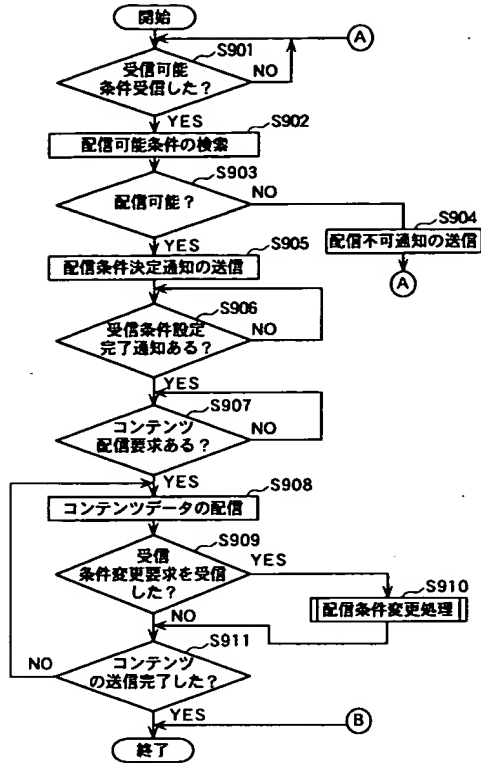 開始
A
S901
受信可能
条件受信した？
NO
YES
S902
配信可能条件の検索
S903
配信可能？
NO
S904
配信不可通知の送信
A
YES
S905
配信条件決定通知の送信
S906
受信条件設定
完了通知ある？
NO
YES
S907
コンテンツ
配信要求ある？
NO
YES
S908
コンテンツデータの配信
S909
受信
条件変更要求を受信
した？
YES
S910
配信条件変更処理
NO
S911
コンテンツ
の送信完了した？
NO
YES
B
終了